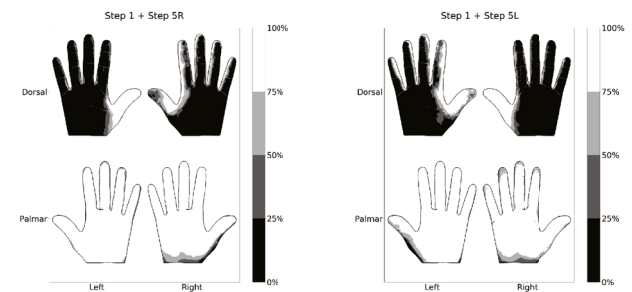 Step 1 + Step 5R
100%
75%
50%
25%
0%
Dorsal
Palmar
Left
Right
Step 1 + Step 5L
100%
75%
50%
25%
0%
Dorsal
Palmar
Left
Right